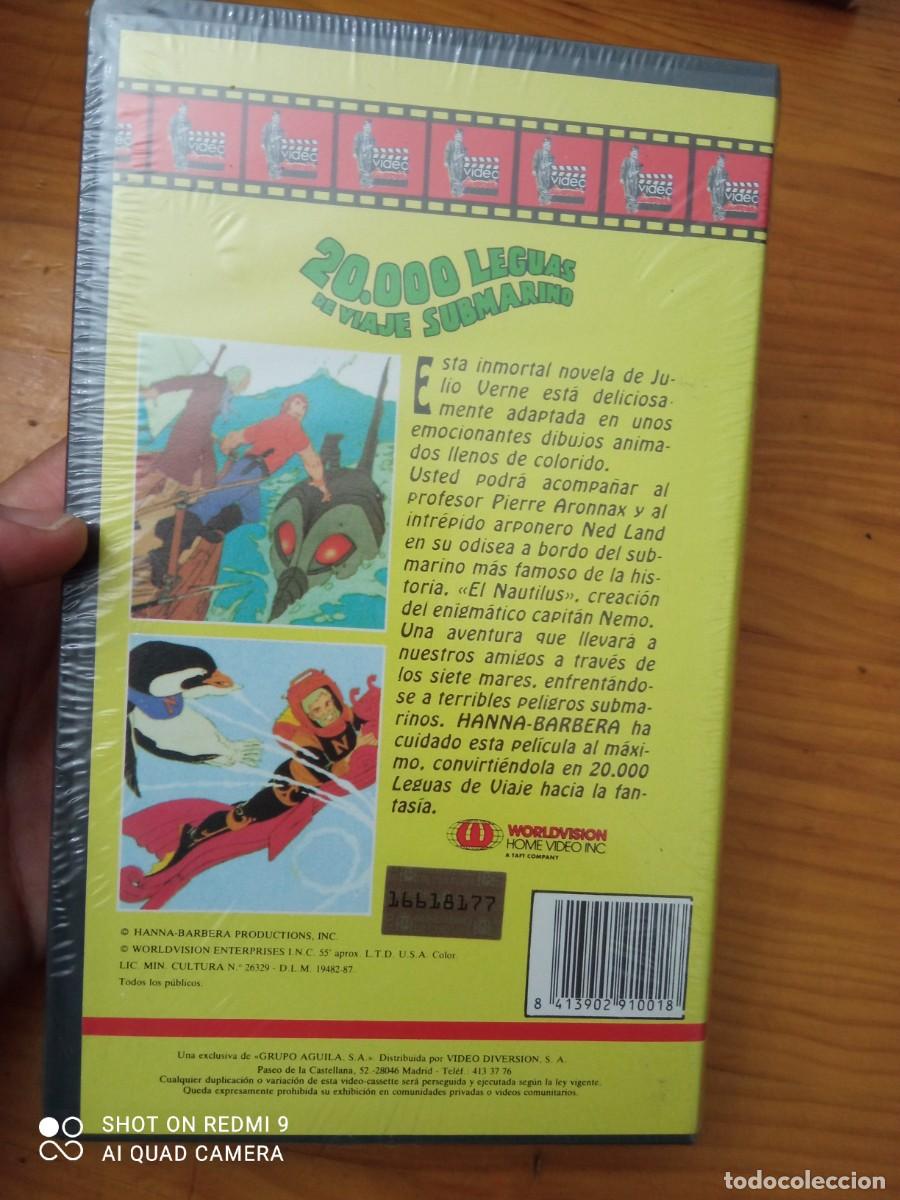 video
video
video
video
video
video
20.000 LEGUAS
DE VIAJE SUBMARINO
Esta inmortal novela de Ju-
lio Verne está deliciosa-
mente adaptada en unos
emocionantes dibujos anima-
dos llenos de colorido.
Usted podrá acompañar al
profesor Pierre Aronnax y al
intrépido arponero Ned Land
en su odisea a bordo del sub-
marino más famoso de la his-
toria, «El Nautilus», creación
del enigmático capitán Nemo.
Una aventura que llevará a
nuestros amigos a través de
los siete mares, enfrentándo-
se a terribles peligros subma-
rinos. HANNA-BARBERA ha
cuidado esta película al máxi-
mo, convirtiéndola en 20.000
Leguas de Viaje hacia la fan-
tasía.
N
N
WORLDVISION
HOME VIDEO INC
A TAFT COMPANY
16618177
© HANNA-BARBERA PRODUCTIONS, INC.
© WORLDVISION ENTERPRISES I.N.C. 55' aprox. L.T.D. U.S.A. Color.
LIC. MIN. CULTURA N.° 26329 - D.L.M. 19482-87.
Todos los públicos.
8 413902 910018
Una exclusiva de «GRUPO AGUILA, S.A.» Distribuida por VIDEO DIVERSION, S. A.
Paseo de la Castellana, 52.-28046 Madrid - Teléf. 413 37 76
Cualquier duplicación o variación de esta video-cassette será perseguida y ejecutada según la ley vigente.
Queda expresamente prohibida su exhibición en comunidades privadas o videos comunitarios.
SHOT ON REDMI 9
AI QUAD CAMERA
todocoleccion